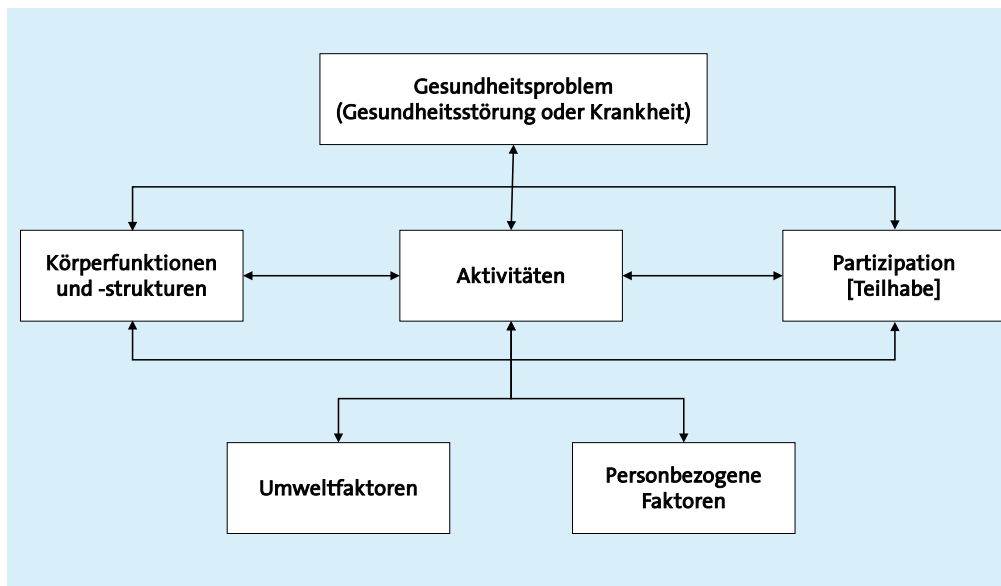 Gesundheitsproblem
(Gesundheitsstörung oder Krankheit)
Körperfunktionen
und -strukturen
Aktivitäten
Partizipation
[Teilhabe]
Umweltfaktoren
Personbezogene
Faktoren